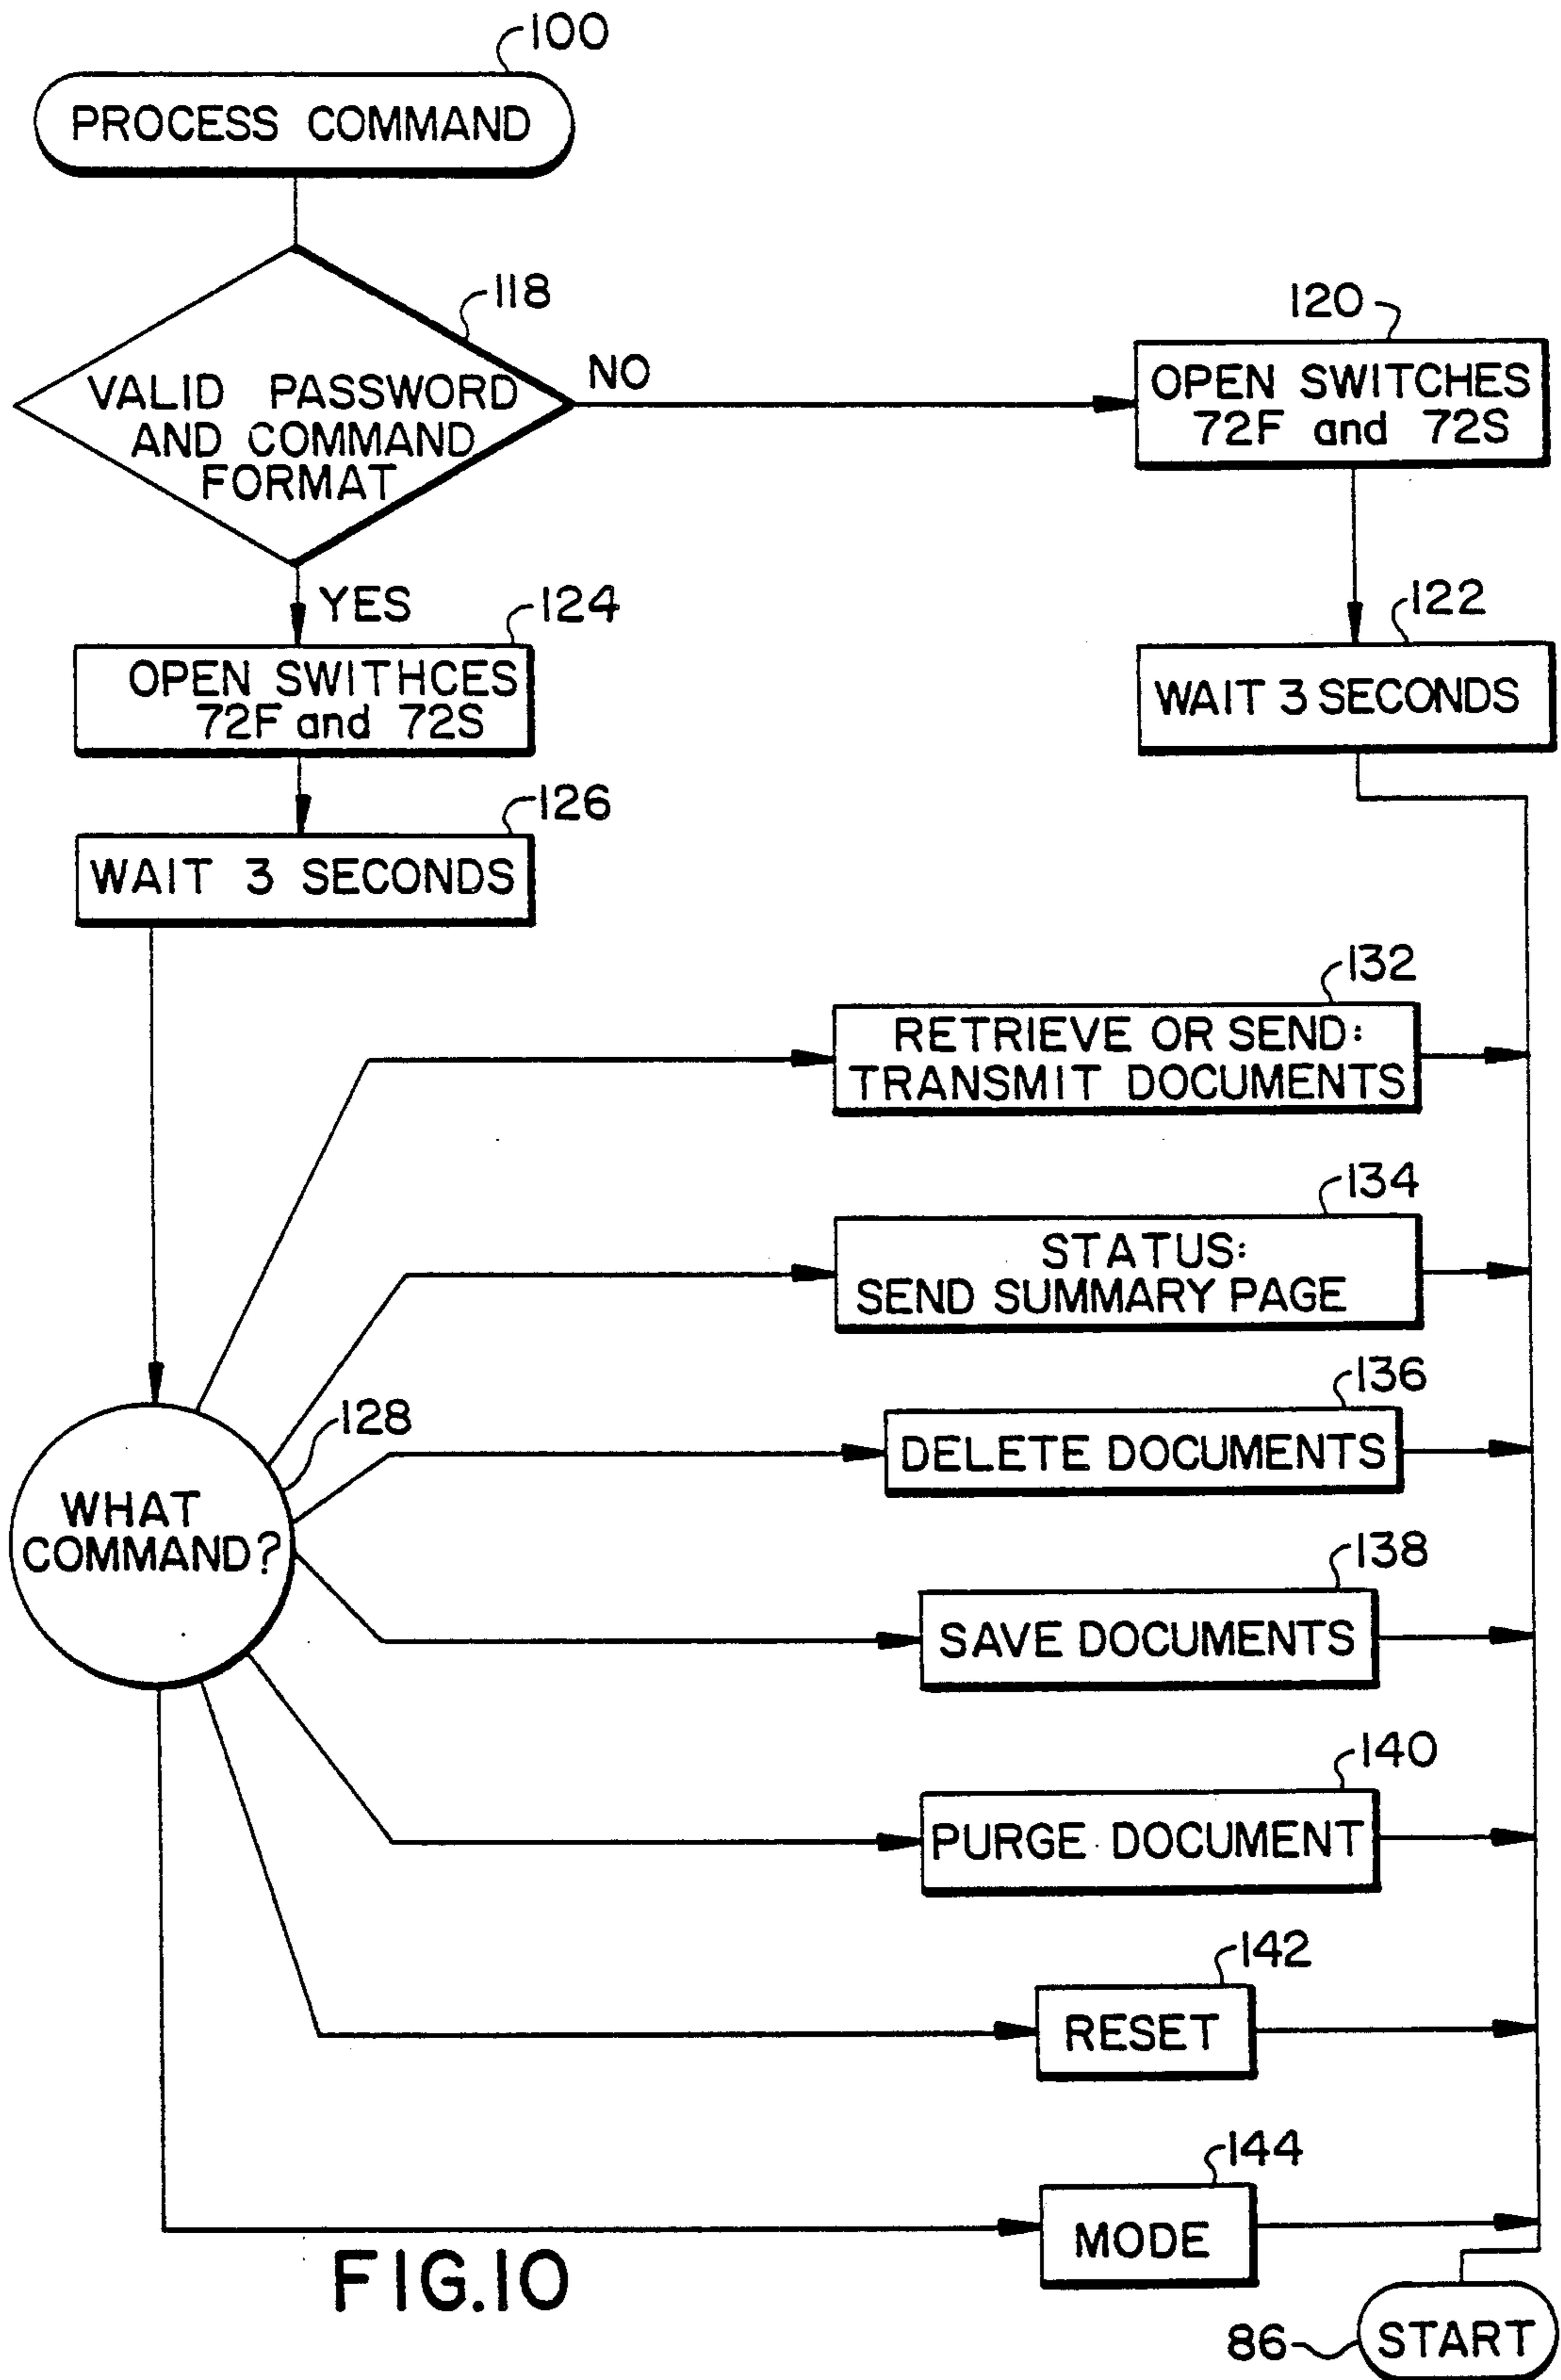 100
PROCESS COMMAND
118
VALID PASSWORD
AND COMMAND
FORMAT
NO
120
OPEN SWITCHES
72F and 72S
YES
124
OPEN SWITHCES
72F and 72S
122
WAIT 3 SECONDS
126
WAIT 3 SECONDS
132
RETRIEVE OR SEND:
TRANSMIT DOCUMENTS
134
STATUS:
SEND SUMMARY PAGE
128
WHAT
COMMAND?
136
DELETE DOCUMENTS
138
SAVE DOCUMENTS
140
PURGE DOCUMENT
142
RESET
144
MODE
FIG.10
86
START